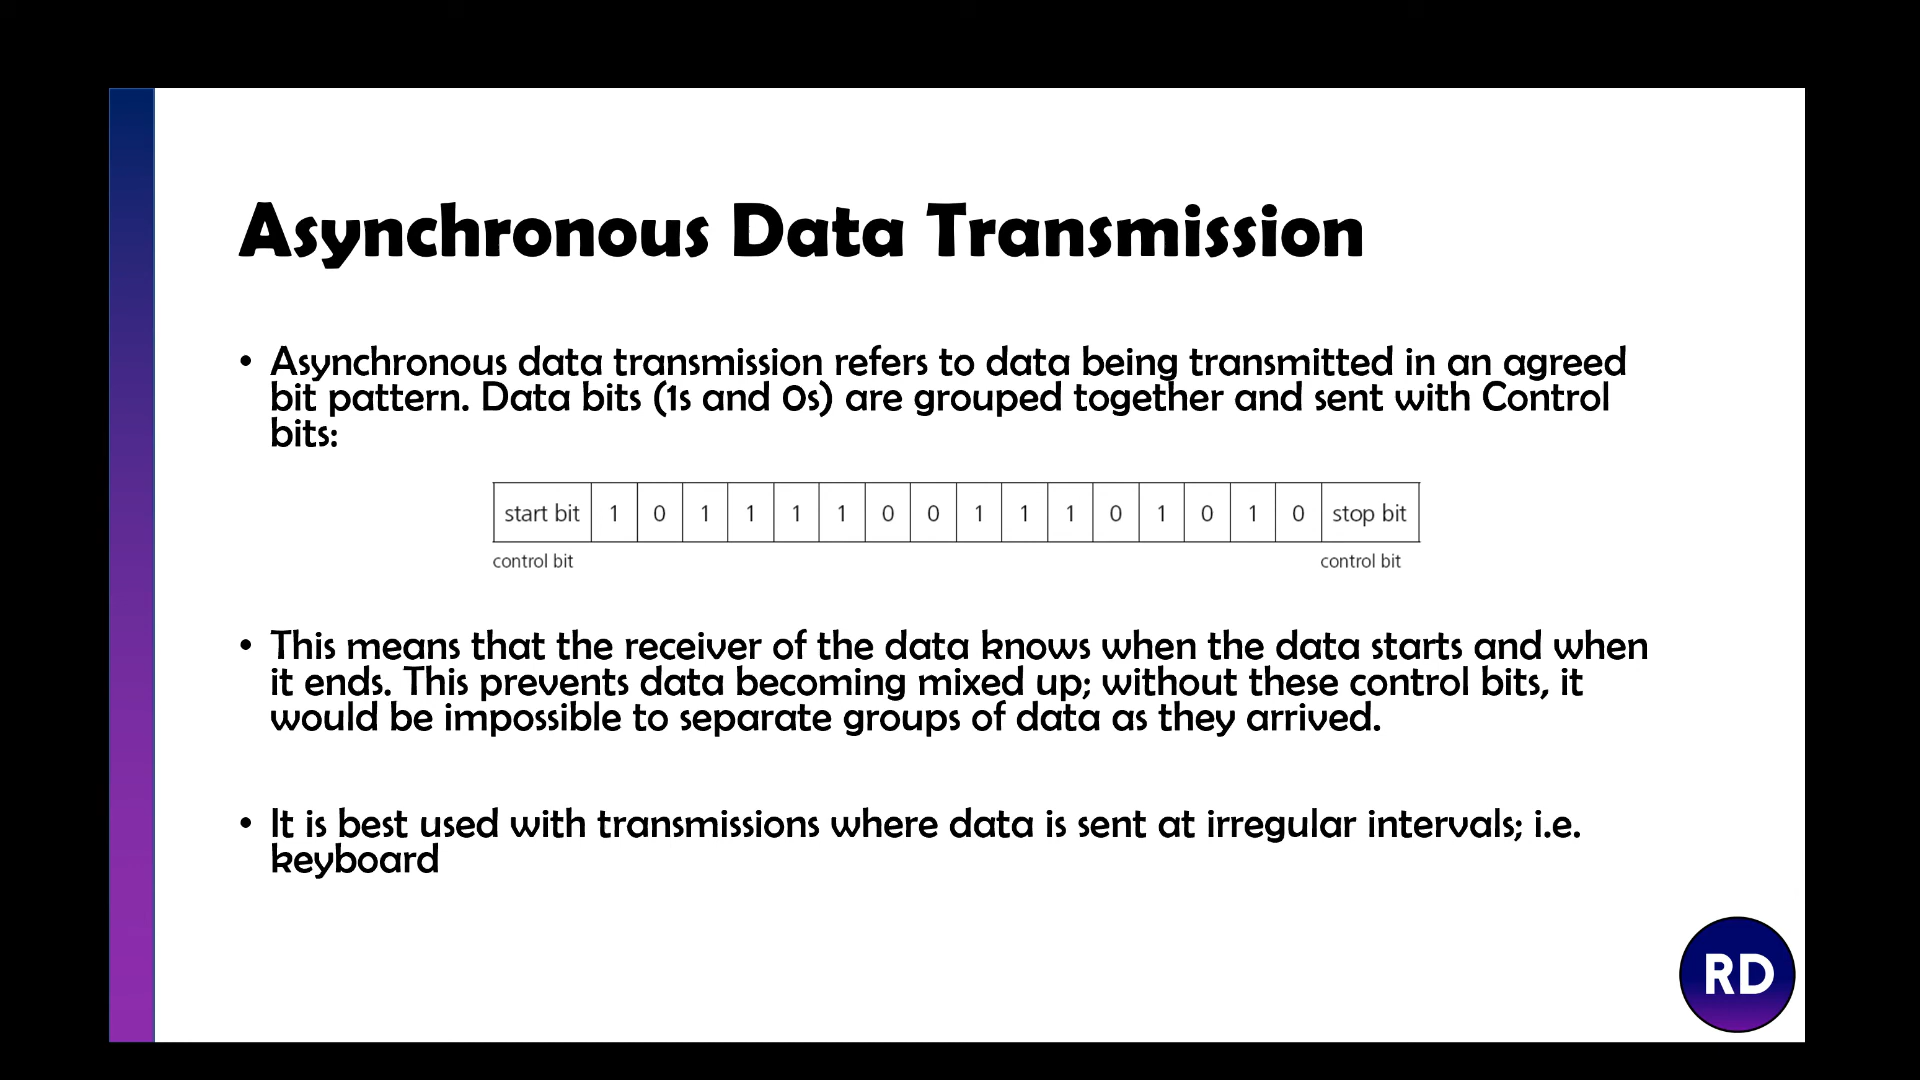 Asynchronous Data Transmission
• Asynchronous data transmission refers to data being transmitted in an agreed
bit pattern. Data bits (1s and 0s) are grouped together and sent with Control
bits:
start bit 1 0 1 1 1 1 0 0 1 1 1 0 1 0 1 0 stop bit
control bit control bit
• This means that the receiver of the data knows when the data starts and when
it ends. This prevents data becoming mixed up; without these control bits, it
would be impossible to separate groups of data as they arrived.
• It is best used with transmissions where data is sent at irregular intervals; i.e.
keyboard
RD